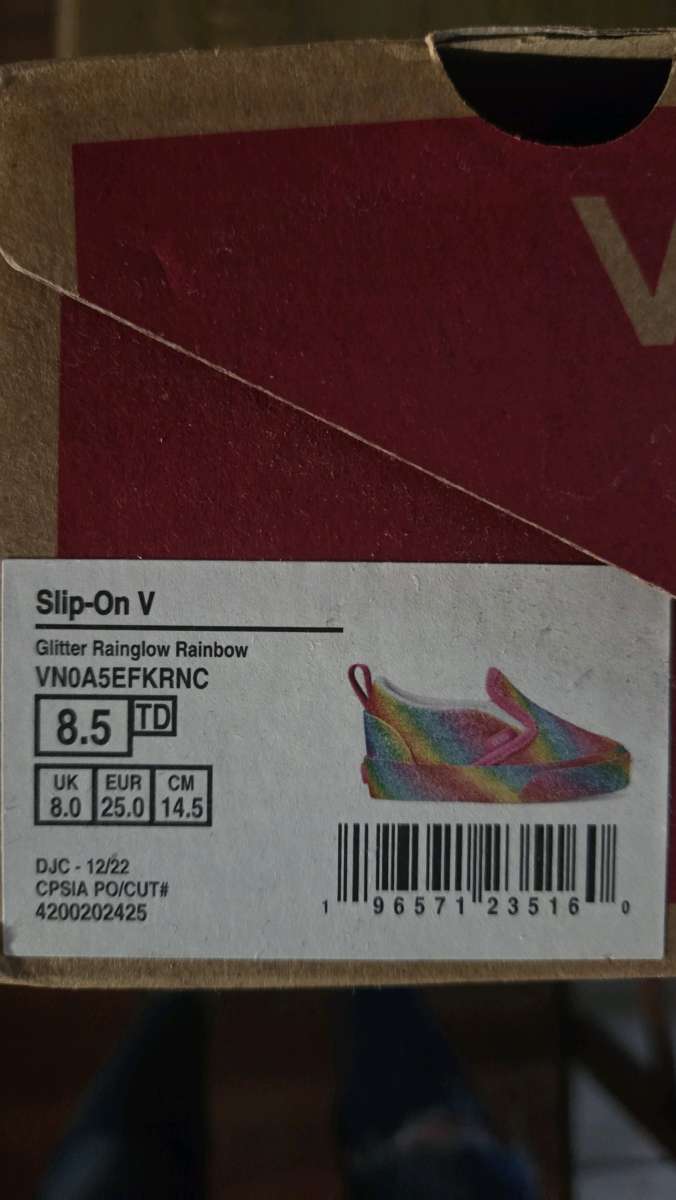 V
Slip-On V
Glitter Rainglow Rainbow
VN0A5EFKRNC
8.5 TD
UK EUR CM
8.0 25.0 14.5
DJC - 12/22
CPSIA PO/CUT#
4200202425
1 96571 23516 0